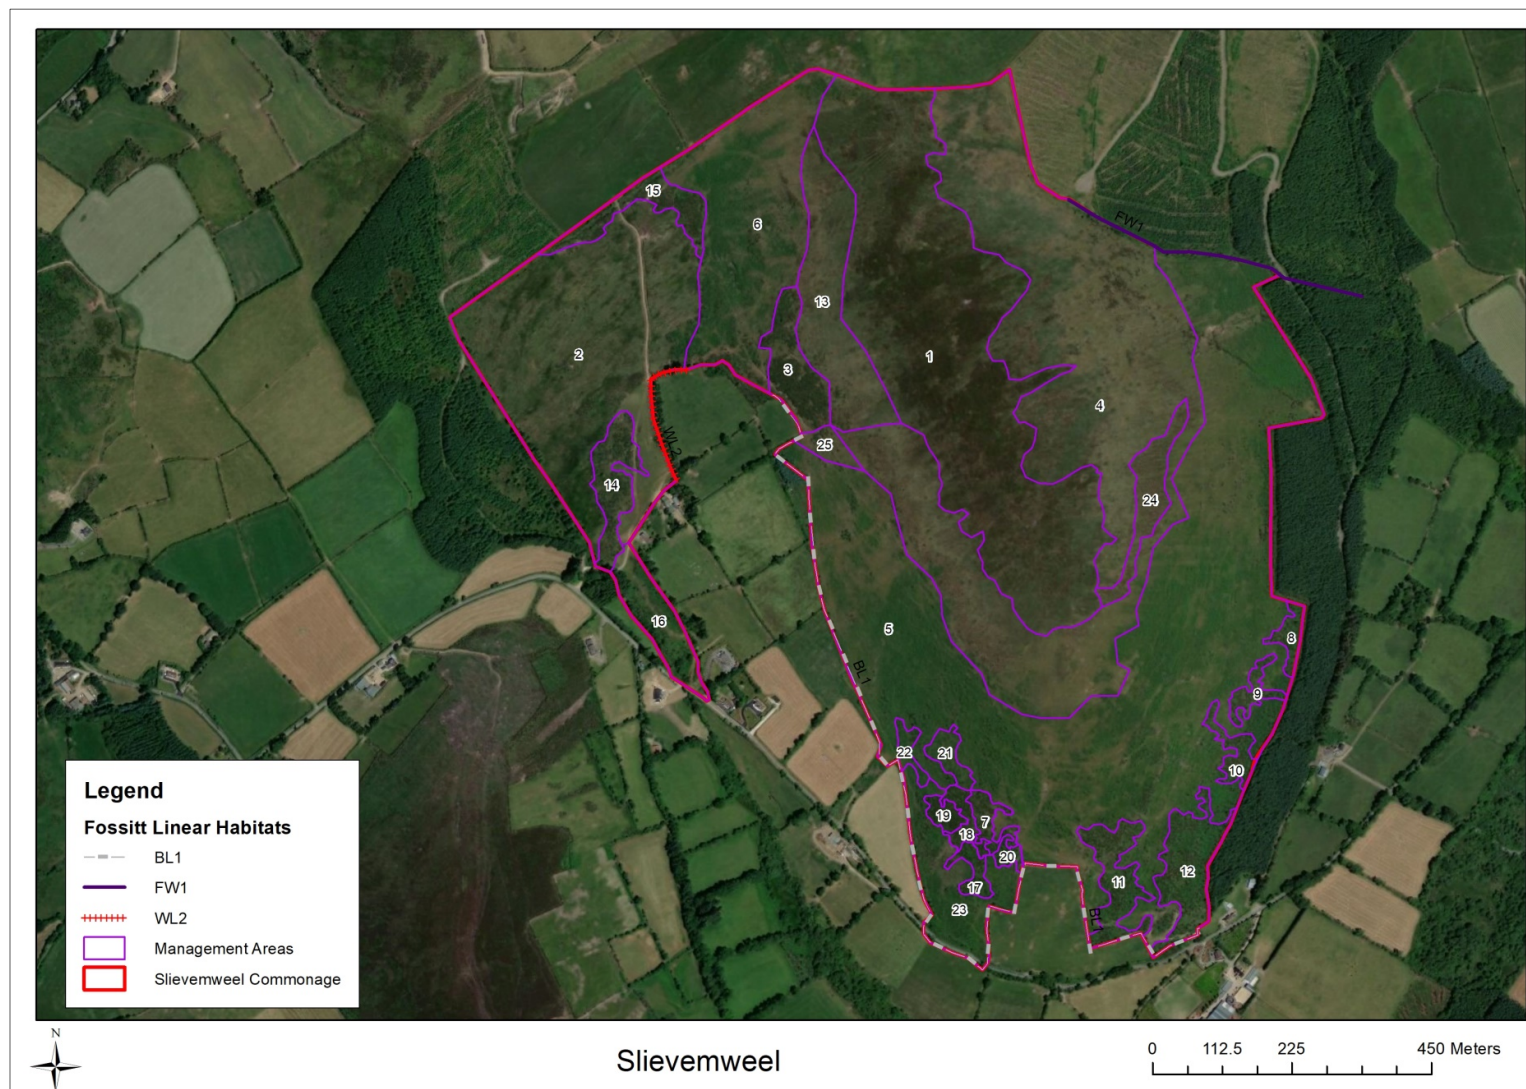 15
6
FW1
13
2
1
3
4
WL2
25
14
24
5
16
8
BL1
9
22
21
10
19
7
18
20
11
12
17
23
BL1
Legend
Fossitt Linear Habitats
BL1
FW1
WL2
Management Areas
Slievemweel Commonage
N
Slievemweel
0 112.5 225 450 Meters